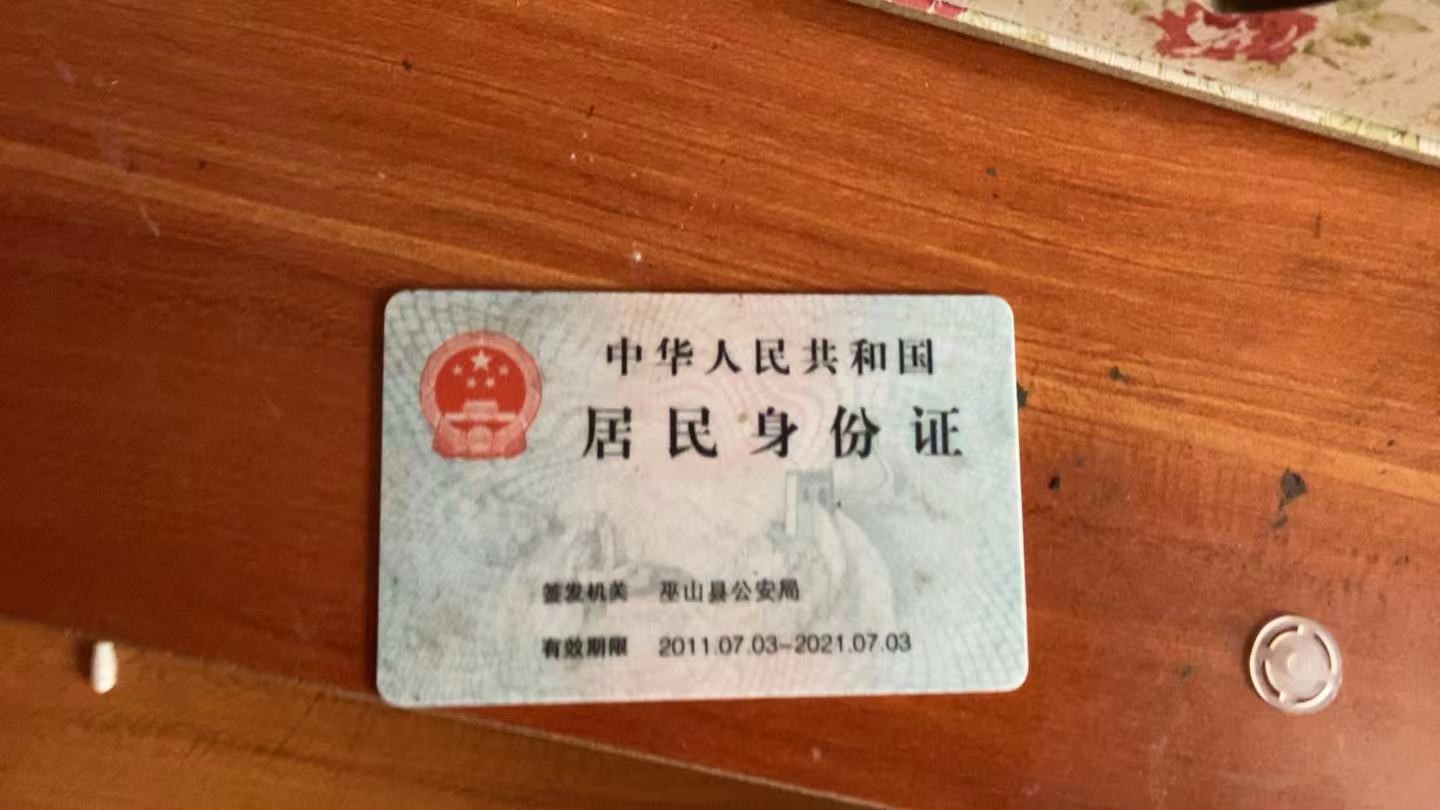 中华人民共和国
居民身份证
签发机关 巫山县公安局
有效期限 2011.07.03-2021.07.03